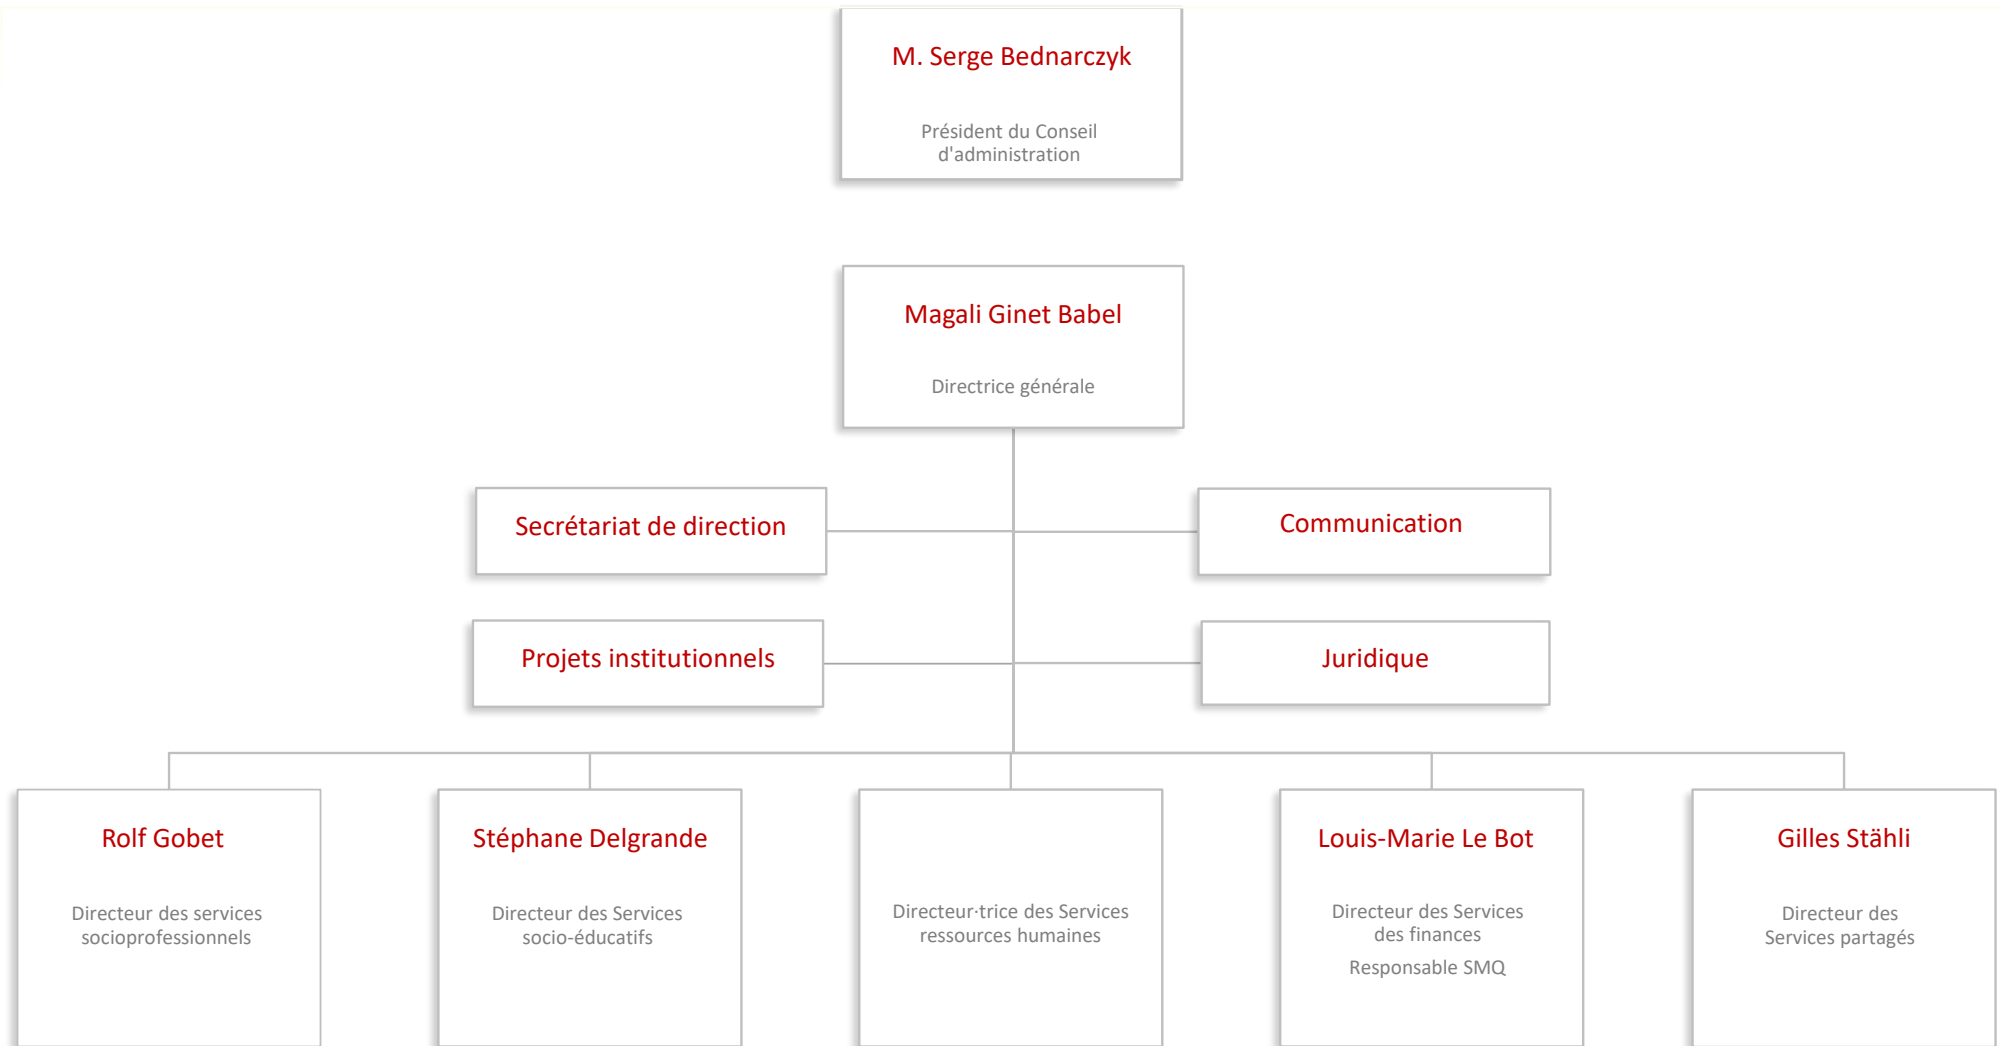 M. Serge Bednarczyk
Président du Conseil
d'administration
Magali Ginet Babel
Directrice générale
Secrétariat de direction
Communication
Projets institutionnels
Juridique
Rolf Gobet
Directeur des services
socioprofessionnels
Stéphane Delgrande
Directeur des Services
socio-éducatifs
Directeur·trice des Services
ressources humaines
Louis-Marie Le Bot
Directeur des Services
des finances
Responsable SMQ
Gilles Stähli
Directeur des
Services partagés